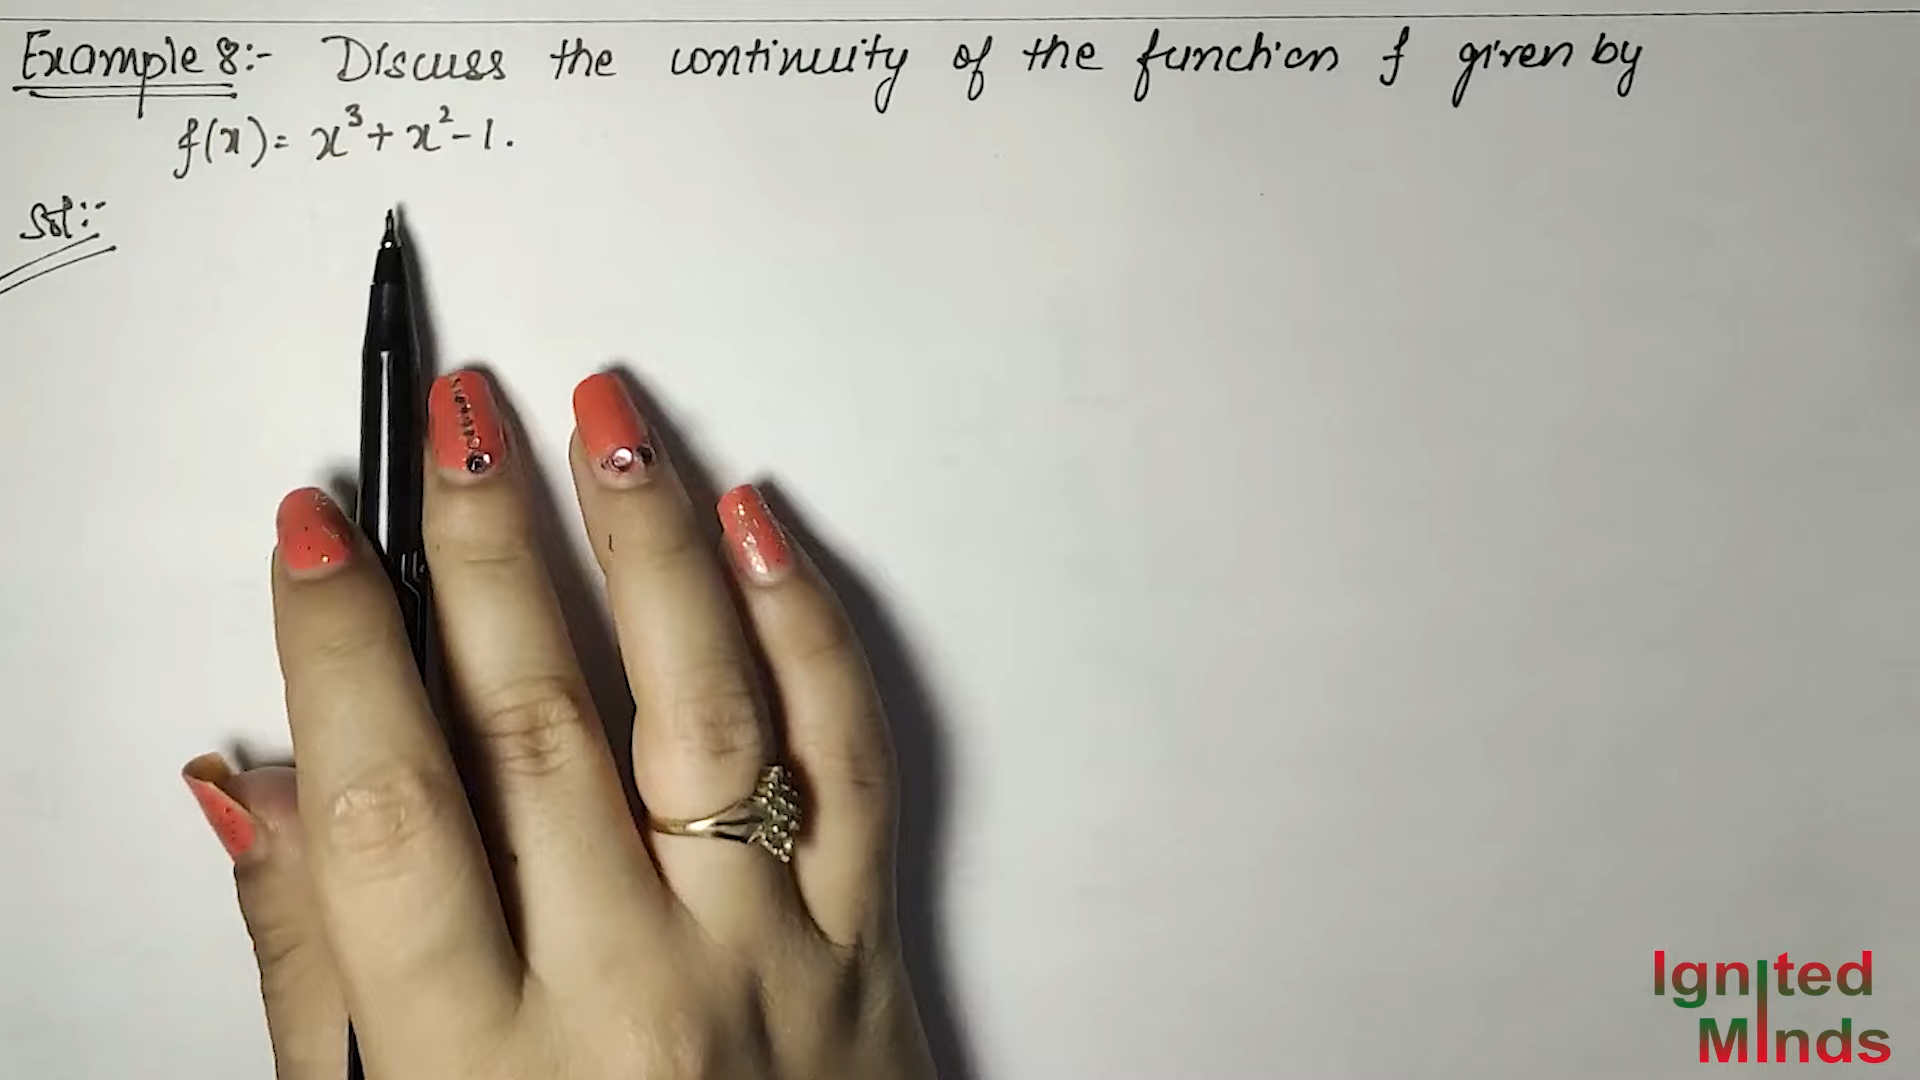 Example 8:- Discuss the continuity of the function f given by
f(x) = x³ + x² - 1.
Sol:-
Ignited
Minds